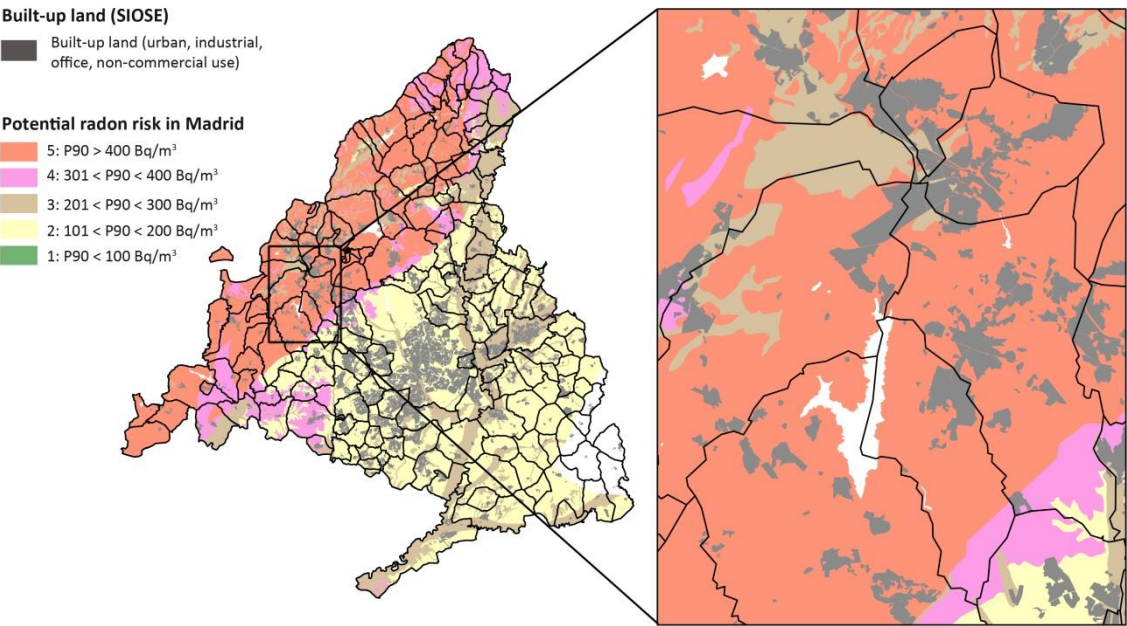 Built-up land (SIOSE)
Built-up land (urban, industrial,
office, non-commercial use)
Potential radon risk in Madrid
5: P90 > 400 Bq/m³
4: 301 < P90 < 400 Bq/m³
3: 201 < P90 < 300 Bq/m³
2: 101 < P90 < 200 Bq/m³
1: P90 < 100 Bq/m³